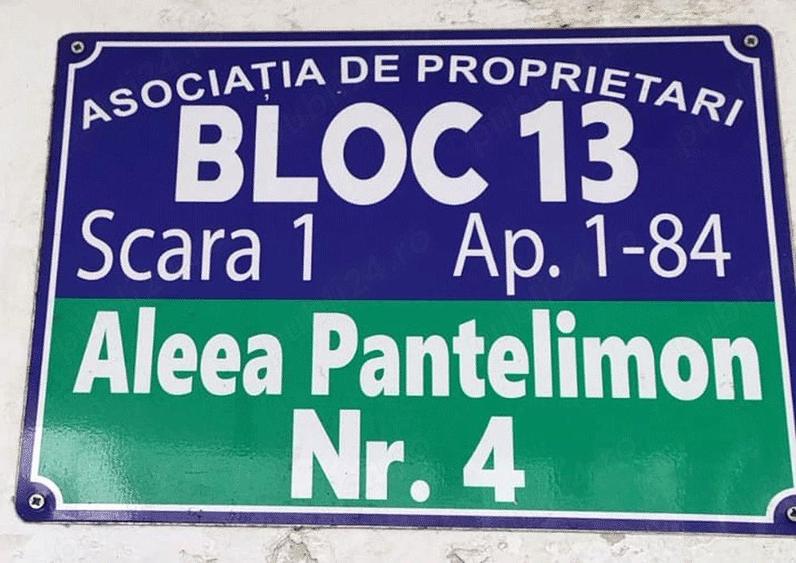 ASOCIAȚIA DE PROPRIETARI
BLOC 13
Scara 1 Ap. 1-84
Aleea Pantelimon
Nr. 4